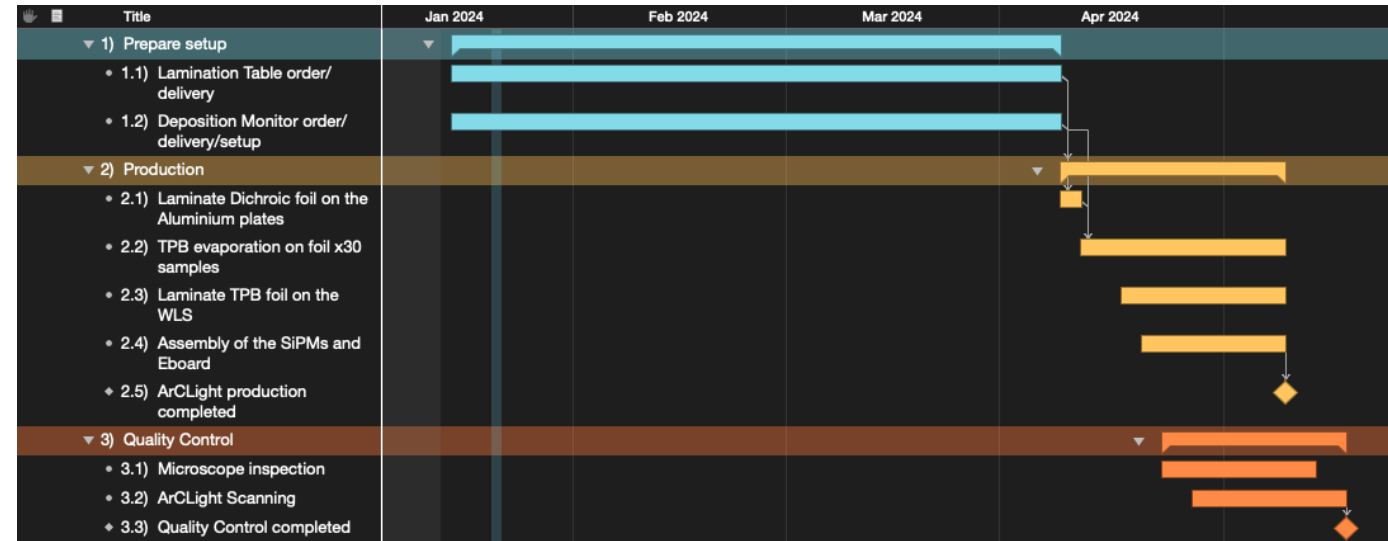 Title Jan 2024 Feb 2024 Mar 2024 Apr 2024
1) Prepare setup
1.1) Lamination Table order/
delivery
1.2) Deposition Monitor order/
delivery/setup
2) Production
2.1) Laminate Dichroic foil on the
Aluminium plates
2.2) TPB evaporation on foil x30
samples
2.3) Laminate TPB foil on the
WLS
2.4) Assembly of the SiPMs and
Eboard
2.5) ArCLight production
completed
3) Quality Control
3.1) Microscope inspection
3.2) ArCLight Scanning
3.3) Quality Control completed